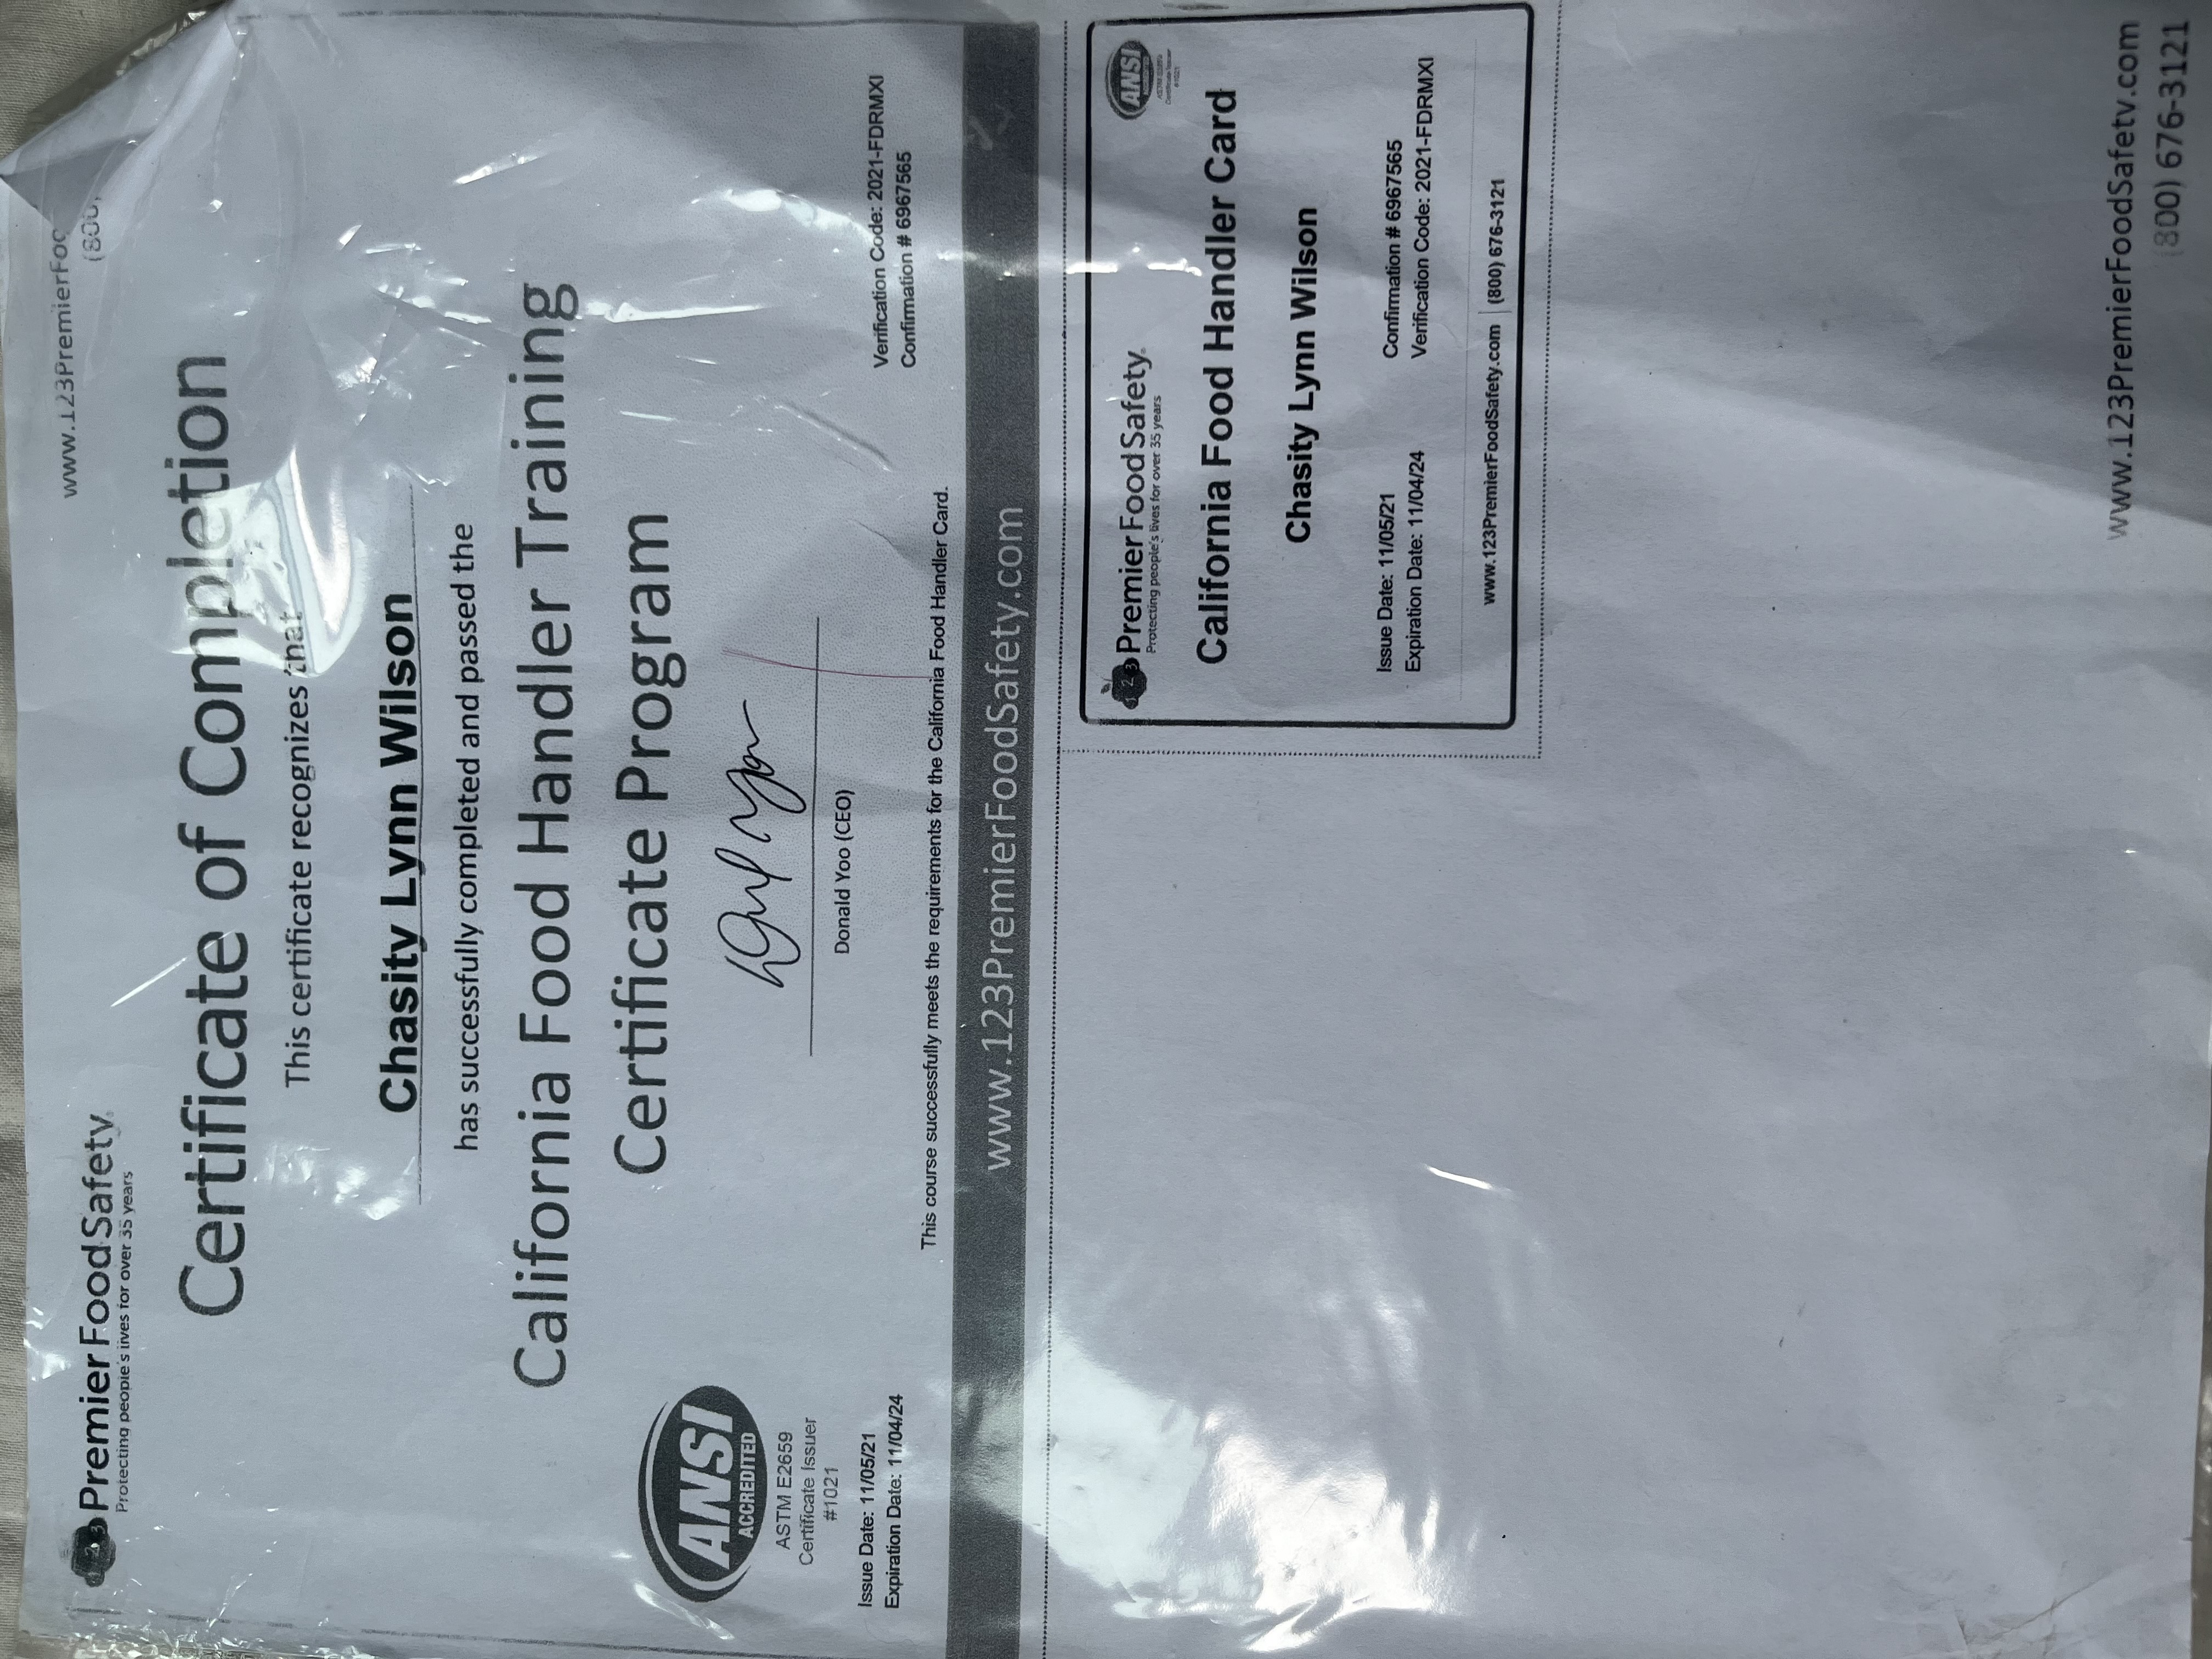 Premier Food Safety
Protecting people's lives for over 35 years
www.123PremierFoo
(800)
Certificate of Completion
This certificate recognizes that
Chasity Lynn Wilson
has successfully completed and passed the
California Food Handler Training
Certificate Program
ANSI
ACCREDITED
ASTM E2659
Certificate Issuer
#1021
Donald Yoo (CEO)
Issue Date: 11/05/21
Expiration Date: 11/04/24
Verification Code: 2021-FDRMXI
Confirmation # 6967565
This course successfully meets the requirements for the California Food Handler Card.
www.123PremierFoodSafety.com
Premier Food Safety
Protecting people's lives for over 35 years
ANSI
California Food Handler Card
Chasity Lynn Wilson
Issue Date: 11/05/21
Expiration Date: 11/04/24
Confirmation # 6967565
Verification Code: 2021-FDRMXI
www.123PremierFoodSafety.com | (800) 676-3121
www.123PremierFoodSafety.com
(800) 676-3121